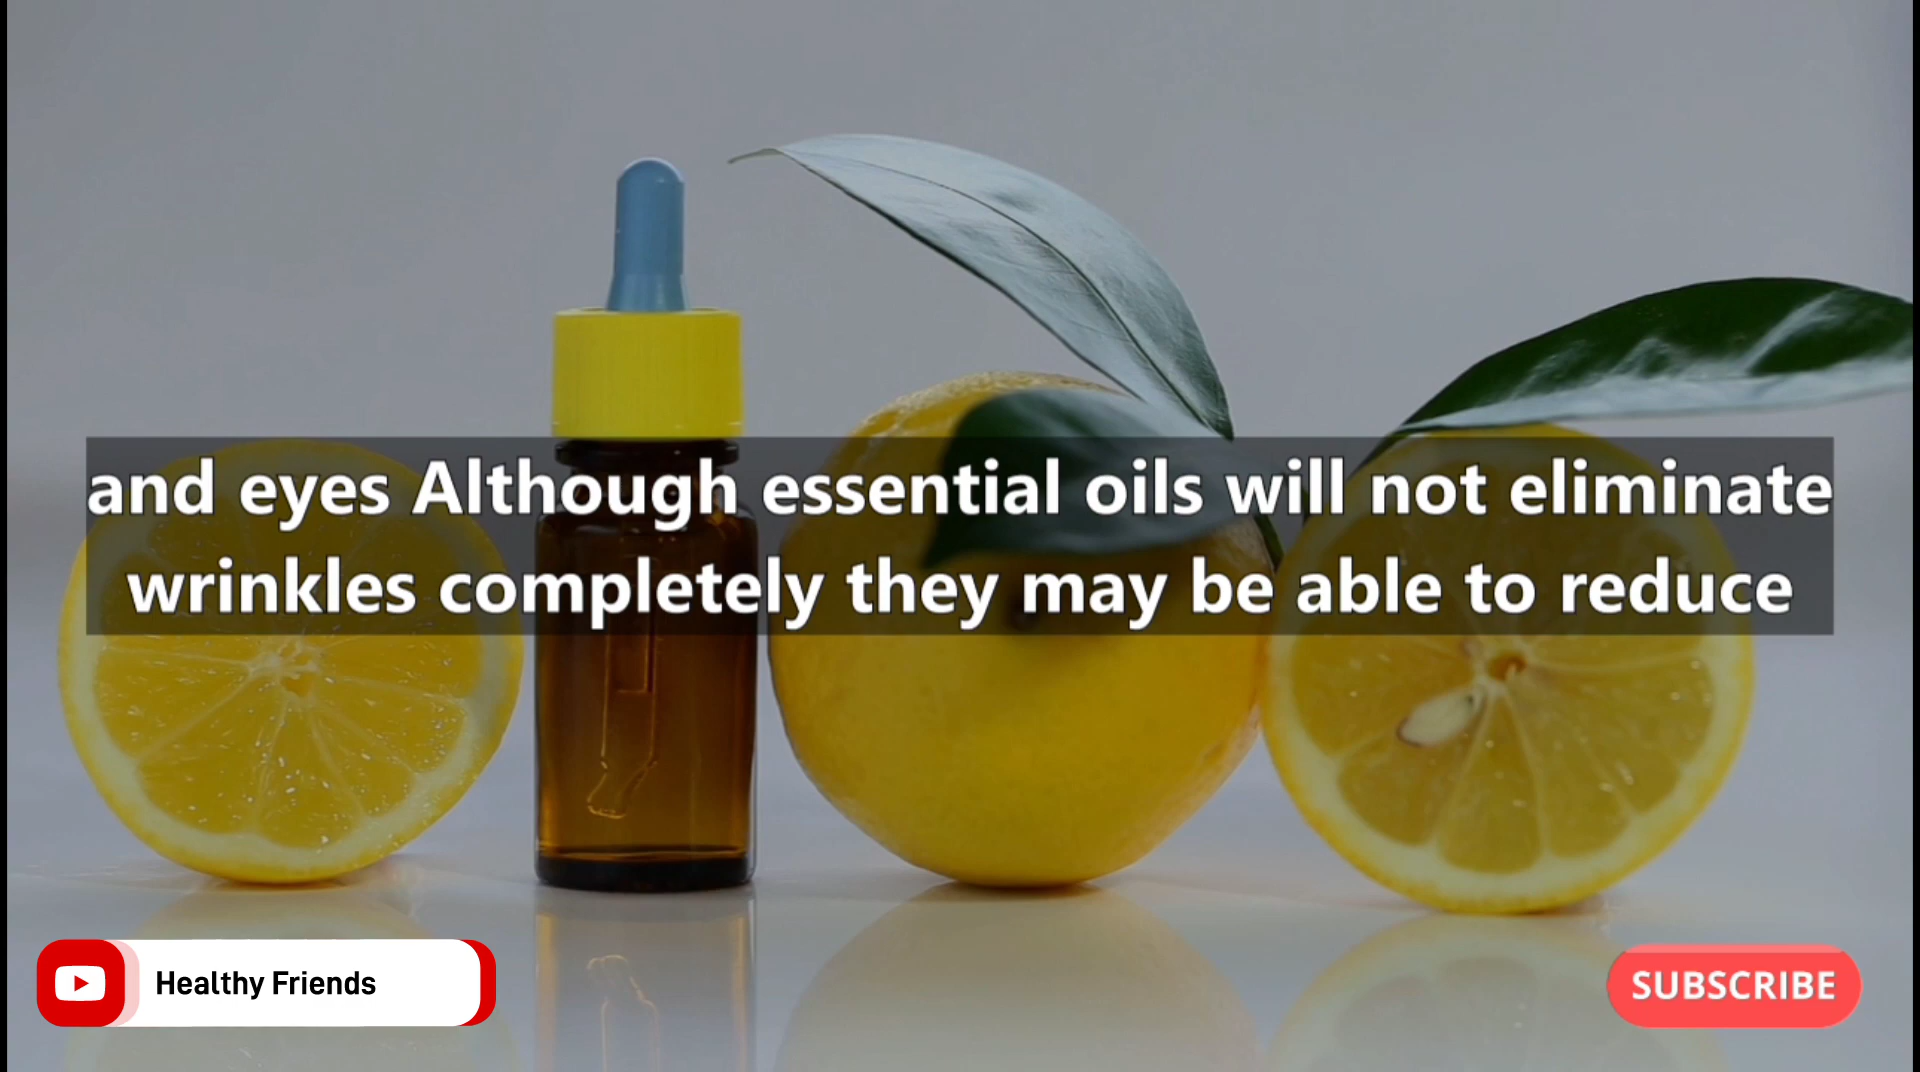 and eyes Although essential oils will not eliminate
wrinkles completely they may be able to reduce
Healthy Friends
SUBSCRIBE